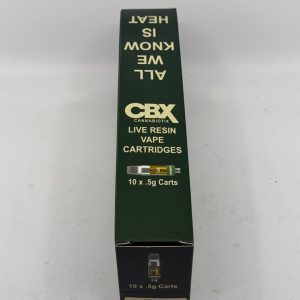 ALL
WE
KNOW
IS
HEAT
CBX
CANNABIOTIX
LIVE RESIN
VAPE
CARTRIDGES
10 x .5g Carts
10 x .5g Carts